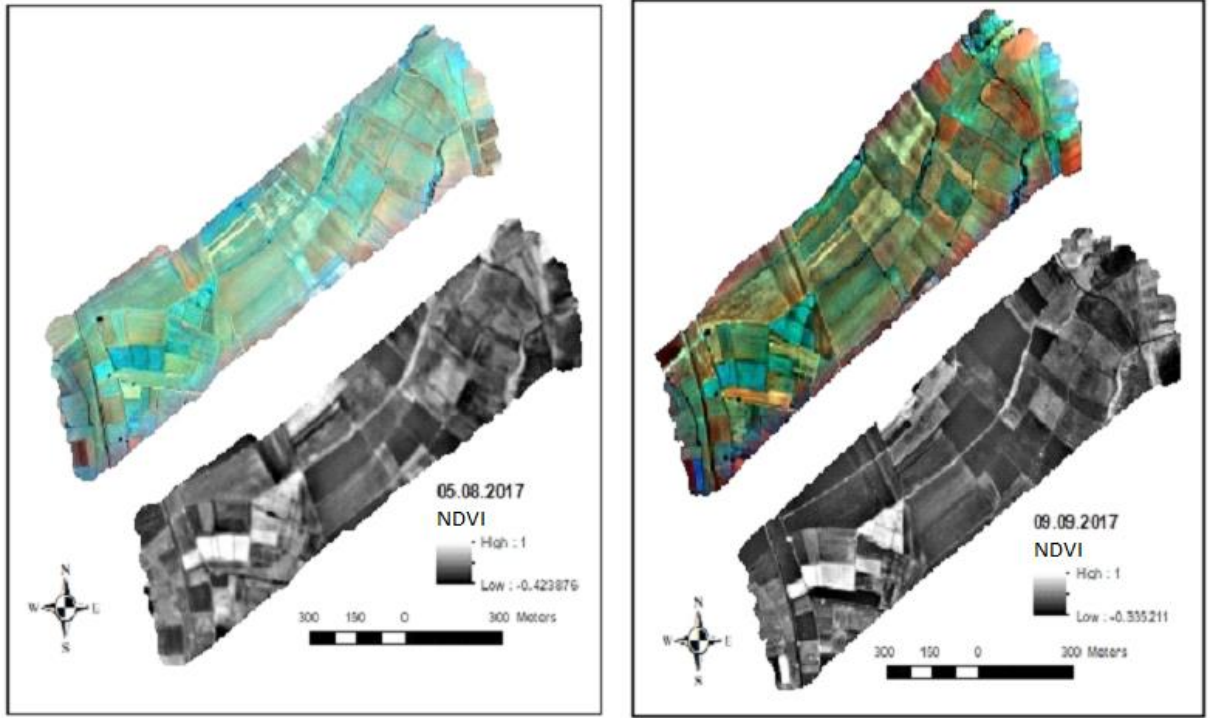 05.08.2017
NDVI
High : 1
Low : -0.423876
N
W E
S
300 150 0 300 Meters
09.09.2017
NDVI
High : 1
Low : -0.335211
N
W E
S
300 150 0 300 Meters